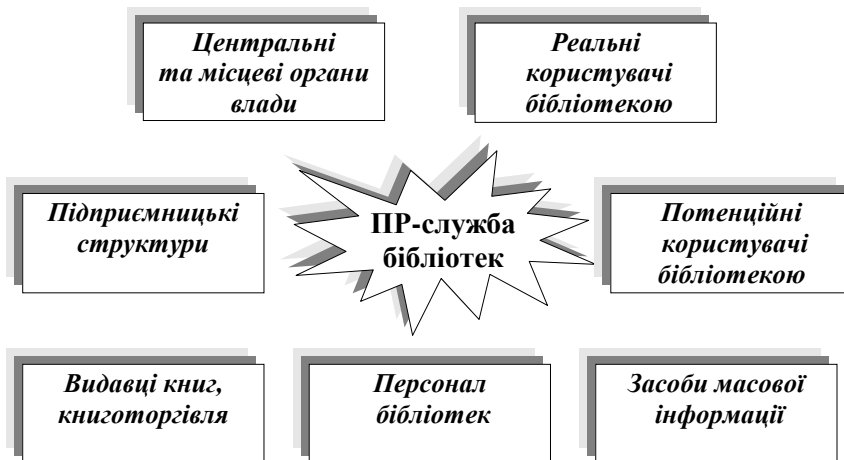 Центральні
та місцеві органи
влади
Реальні
користувачі
бібліотекою
Підприємницькі
структури
ПР-служба
бібліотек
Потенційні
користувачі
бібліотекою
Видавці книг,
книготоргівля
Персонал
бібліотек
Засоби масової
інформації